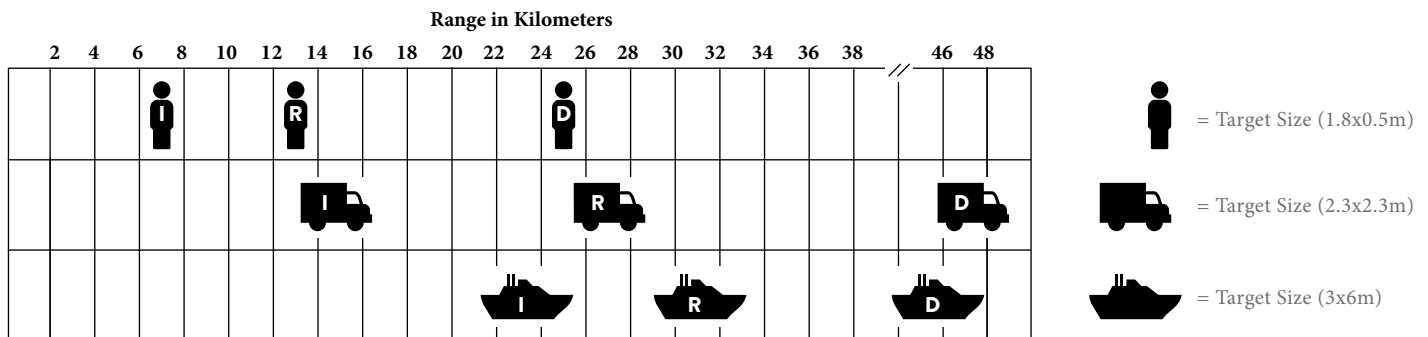 Range in Kilometers
2 4 6 8 10 12 14 16 18 20 22 24 26 28 30 32 34 36 38 46 48
I R D = Target Size (1.8x0.5m)
I R D = Target Size (2.3x2.3m)
I R D = Target Size (3x6m)